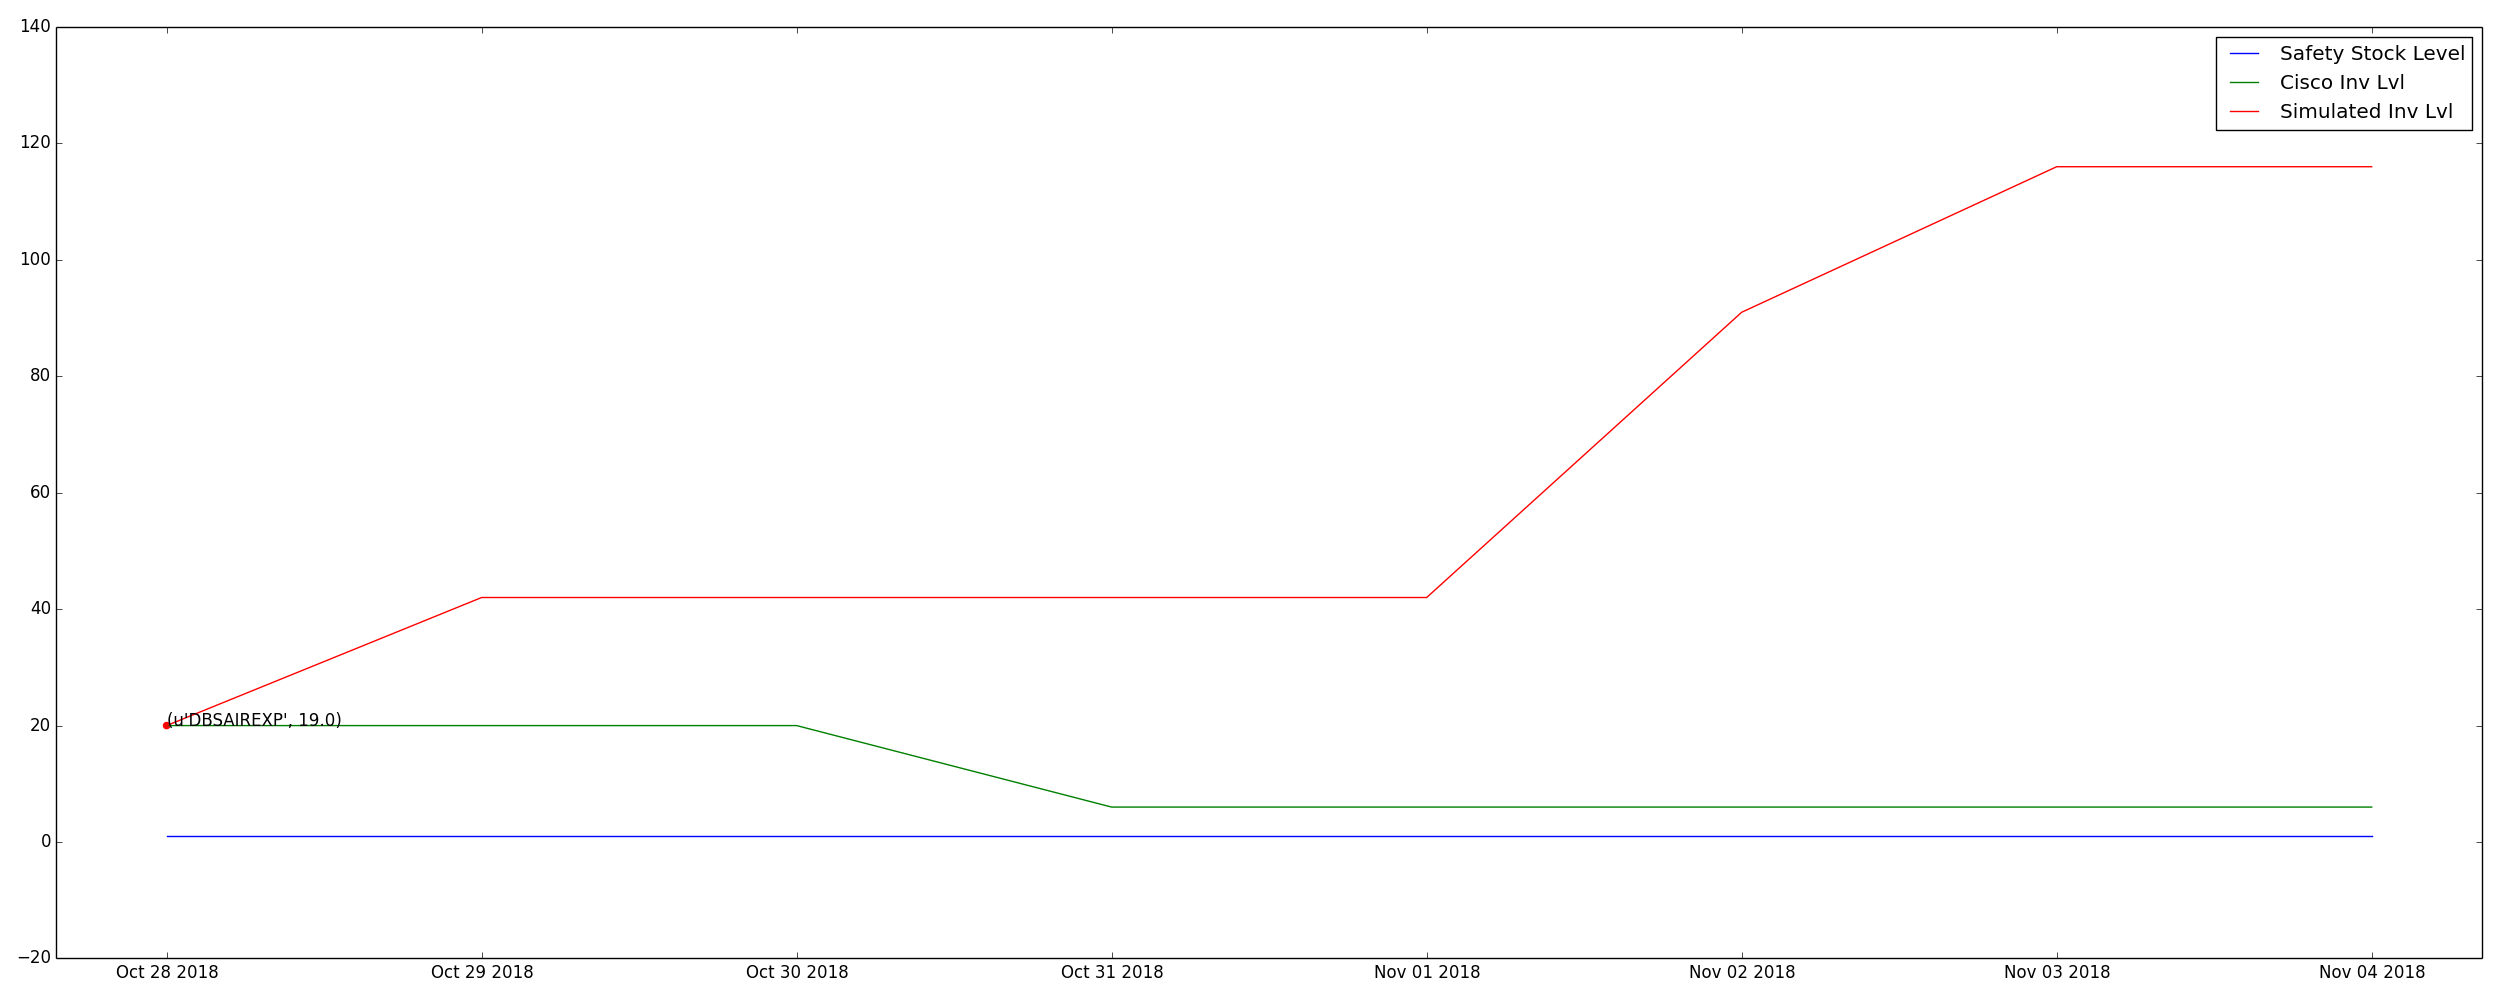 140
120
100
80
60
40
20
0
−20
Safety Stock Level
Cisco Inv Lvl
Simulated Inv Lvl
(u'DBSAIREXP', 19.0)
Oct 28 2018 Oct 29 2018 Oct 30 2018 Oct 31 2018 Nov 01 2018 Nov 02 2018 Nov 03 2018 Nov 04 2018